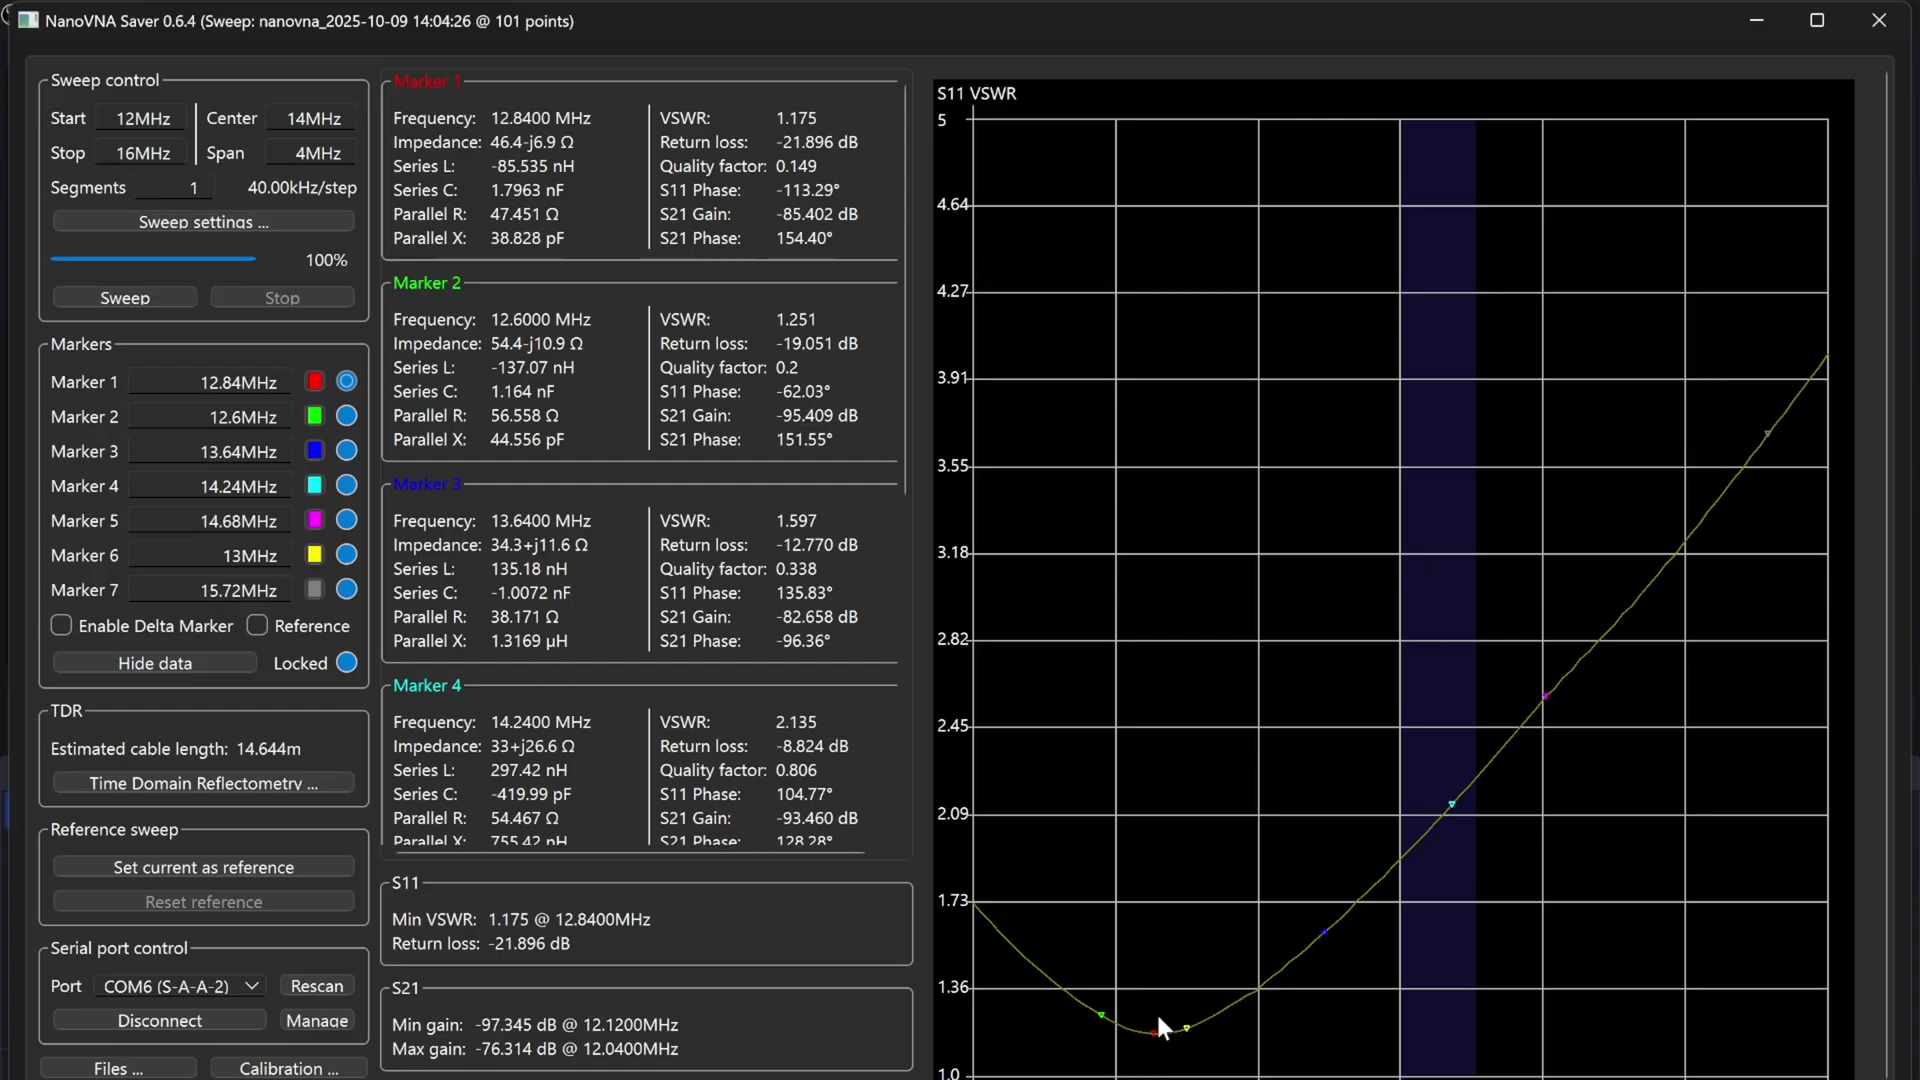 NanoVNA Saver 0.6.4 (Sweep: nanovna_2025-10-09 14:04:26 @ 101 points)
Sweep control
Start 12MHz Center 14MHz
Stop 16MHz Span 4MHz
Segments 1 40.00kHz/step
Sweep settings ...
100%
Sweep Stop
Markers
Marker 1 12.84MHz
Marker 2 12.6MHz
Marker 3 13.64MHz
Marker 4 14.24MHz
Marker 5 14.68MHz
Marker 6 13MHz
Marker 7 15.72MHz
Enable Delta Marker Reference
Hide data Locked
TDR
Estimated cable length: 14.644m
Time Domain Reflectometry ...
Reference sweep
Set current as reference
Reset reference
Serial port control
Port COM6 (S-A-A-2) Rescan
Disconnect Manage
Files ... Calibration ...
Marker 1
Frequency: 12.8400 MHz VSWR: 1.175
Impedance: 46.4-j6.9 Ω Return loss: -21.896 dB
Series L: -85.535 nH Quality factor: 0.149
Series C: 1.7963 nF S11 Phase: -113.29°
Parallel R: 47.451 Ω S21 Gain: -85.402 dB
Parallel X: 38.828 pF S21 Phase: 154.40°
Marker 2
Frequency: 12.6000 MHz VSWR: 1.251
Impedance: 54.4-j10.9 Ω Return loss: -19.051 dB
Series L: -137.07 nH Quality factor: 0.2
Series C: 1.164 nF S11 Phase: -62.03°
Parallel R: 56.558 Ω S21 Gain: -95.409 dB
Parallel X: 44.556 pF S21 Phase: 151.55°
Marker 3
Frequency: 13.6400 MHz VSWR: 1.597
Impedance: 34.3+j11.6 Ω Return loss: -12.770 dB
Series L: 135.18 nH Quality factor: 0.338
Series C: -1.0072 nF S11 Phase: 135.83°
Parallel R: 38.171 Ω S21 Gain: -82.658 dB
Parallel X: 1.3169 µH S21 Phase: -96.36°
Marker 4
Frequency: 14.2400 MHz VSWR: 2.135
Impedance: 33+j26.6 Ω Return loss: -8.824 dB
Series L: 297.42 nH Quality factor: 0.806
Series C: -419.99 pF S11 Phase: 104.77°
Parallel R: 54.467 Ω S21 Gain: -93.460 dB
Parallel X: 755.42 nH S21 Phase: 128.28°
S11
Min VSWR: 1.175 @ 12.8400MHz
Return loss: -21.896 dB
S21
Min gain: -97.345 dB @ 12.1200MHz
Max gain: -76.314 dB @ 12.0400MHz
S11 VSWR
5
4.64
4.27
3.91
3.55
3.18
2.82
2.45
2.09
1.73
1.36
1.0